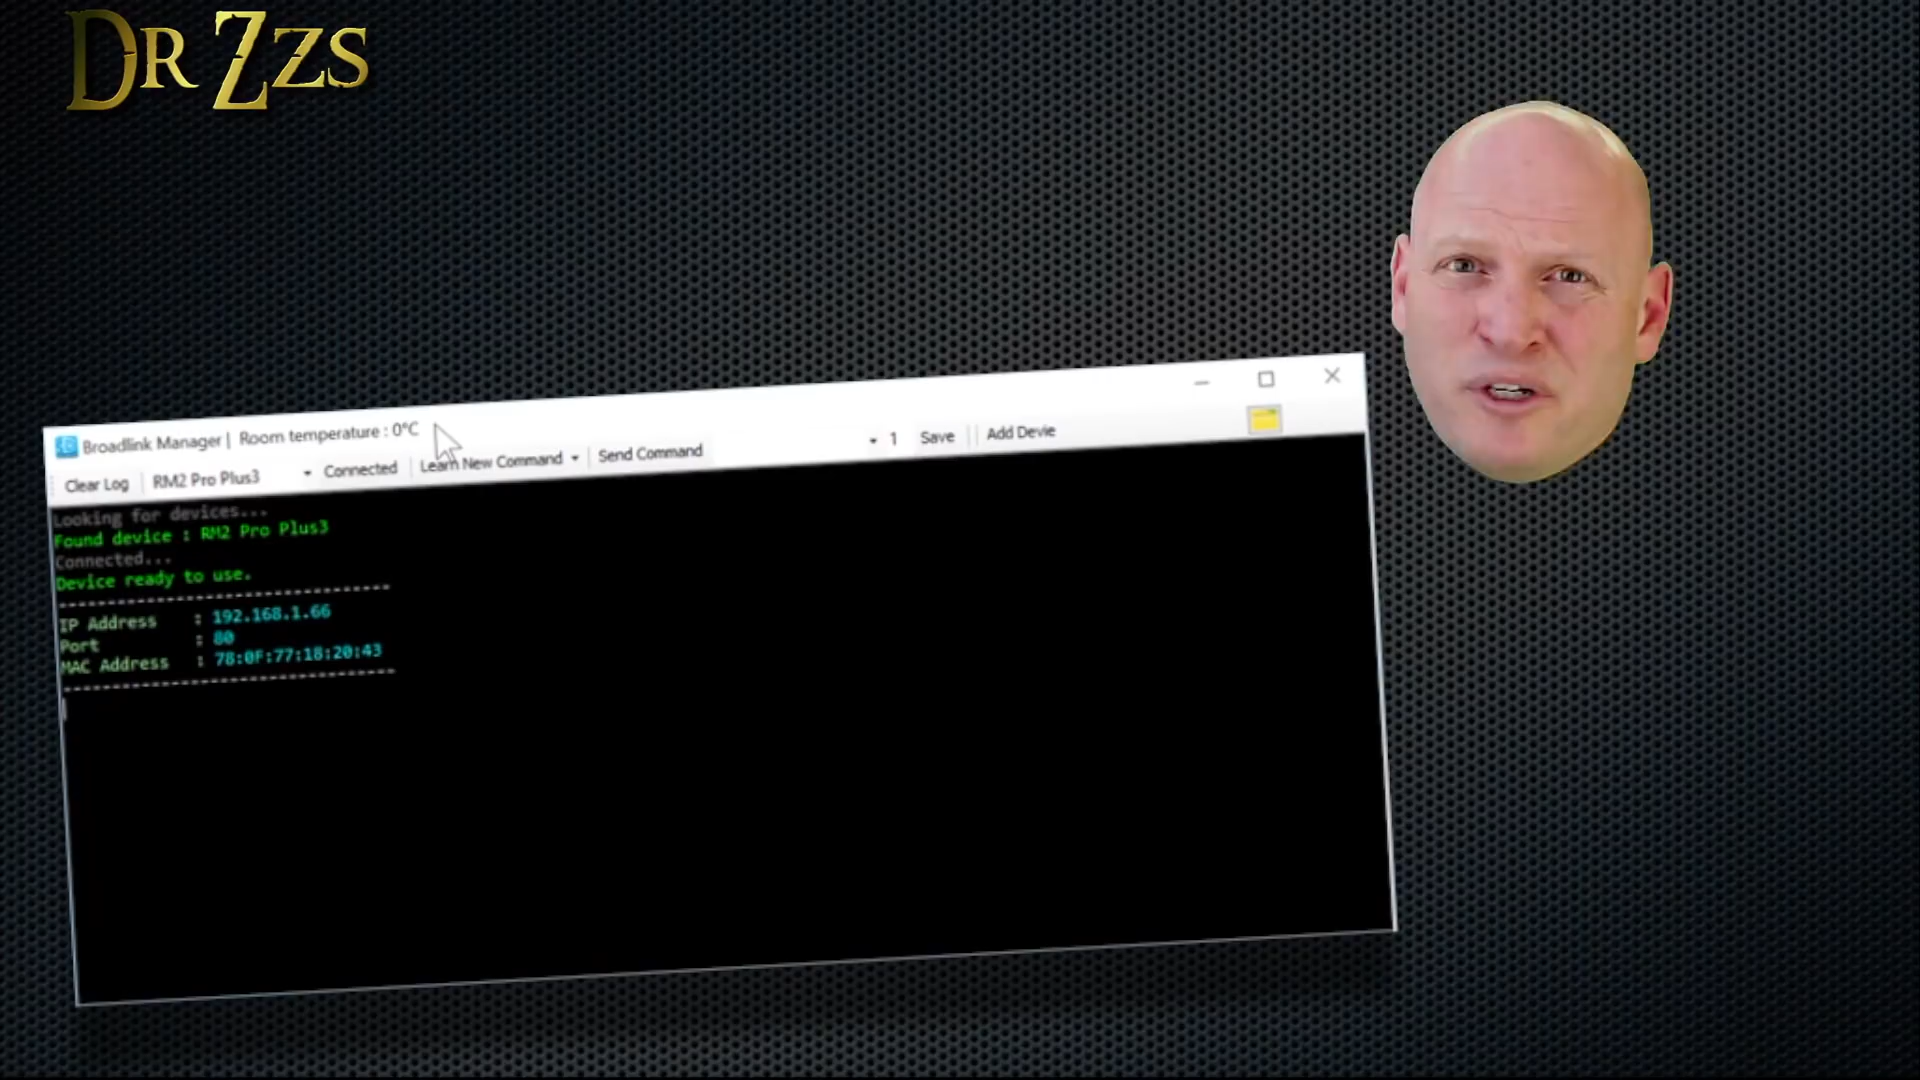 DR ZZS
Broadlink Manager | Room temperature : 0°C
Clear Log RM2 Pro Plus3 Connected Learn New Command Send Command 1 Save Add Devie
Looking for devices...
Found device : RM2 Pro Plus3
Connected...
Device ready to use.
---------------------------------
IP Address : 192.168.1.66
Port : 80
MAC Address : 78:0F:77:18:20:43
---------------------------------